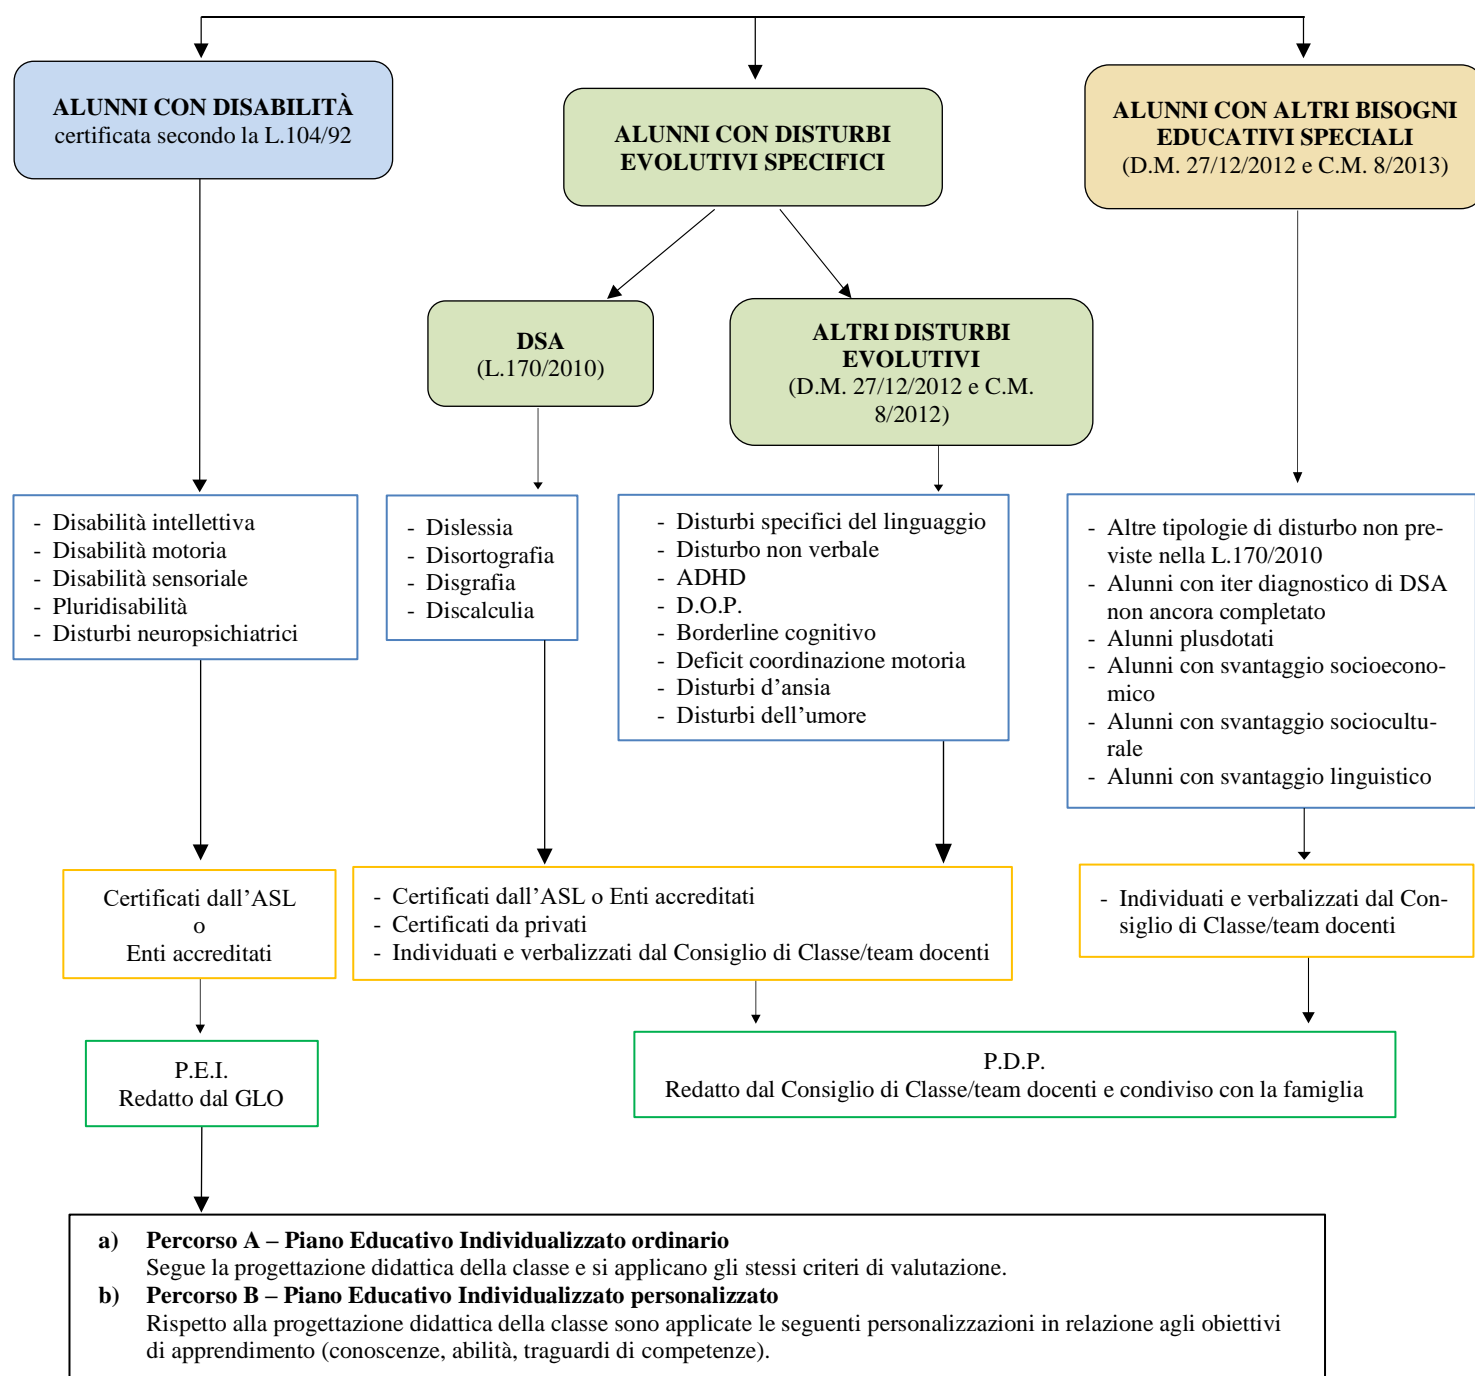 ALUNNI CON DISABILITÀ
certificata secondo la L.104/92
ALUNNI CON DISTURBI
EVOLUTIVI SPECIFICI
ALUNNI CON ALTRI BISOGNI
EDUCATIVI SPECIALI
(D.M. 27/12/2012 e C.M. 8/2013)
DSA
(L.170/2010)
ALTRI DISTURBI
EVOLUTIVI
(D.M. 27/12/2012 e C.M.
8/2012)
- Disabilità intellettiva
- Disabilità motoria
- Disabilità sensoriale
- Pluridisabilità
- Disturbi neuropsichiatrici
- Dislessia
- Disortografia
- Disgrafia
- Discalculia
- Disturbi specifici del linguaggio
- Disturbo non verbale
- ADHD
- D.O.P.
- Borderline cognitivo
- Deficit coordinazione motoria
- Disturbi d’ansia
- Disturbi dell’umore
- Altre tipologie di disturbo non pre-
viste nella L.170/2010
- Alunni con iter diagnostico di DSA
non ancora completato
- Alunni plusdotati
- Alunni con svantaggio socioecono-
mico
- Alunni con svantaggio sociocultu-
rale
- Alunni con svantaggio linguistico
Certificati dall’ASL
o
Enti accreditati
- Certificati dall’ASL o Enti accreditati
- Certificati da privati
- Individuati e verbalizzati dal Consiglio di Classe/team docenti
- Individuati e verbalizzati dal Con-
siglio di Classe/team docenti
P.E.I.
Redatto dal GLO
P.D.P.
Redatto dal Consiglio di Classe/team docenti e condiviso con la famiglia
a) Percorso A – Piano Educativo Individualizzato ordinario
Segue la progettazione didattica della classe e si applicano gli stessi criteri di valutazione.
b) Percorso B – Piano Educativo Individualizzato personalizzato
Rispetto alla progettazione didattica della classe sono applicate le seguenti personalizzazioni in relazione agli obiettivi
di apprendimento (conoscenze, abilità, traguardi di competenze).